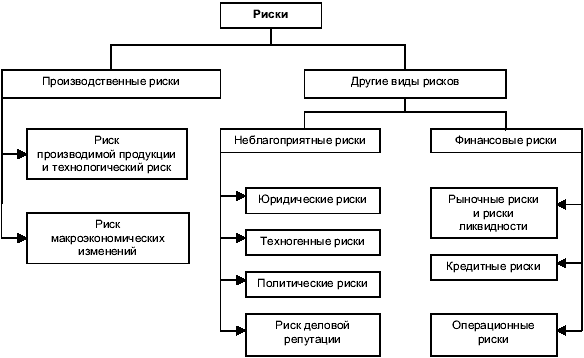 Риски
Производственные риски
Другие виды рисков
Риск
производимой продукции
и технологический риск
Риск
макроэкономических
изменений
Неблагоприятные риски
Юридические риски
Техногенные риски
Политические риски
Риск деловой
репутации
Финансовые риски
Рыночные риски
и риски
ликвидности
Кредитные риски
Операционные
риски